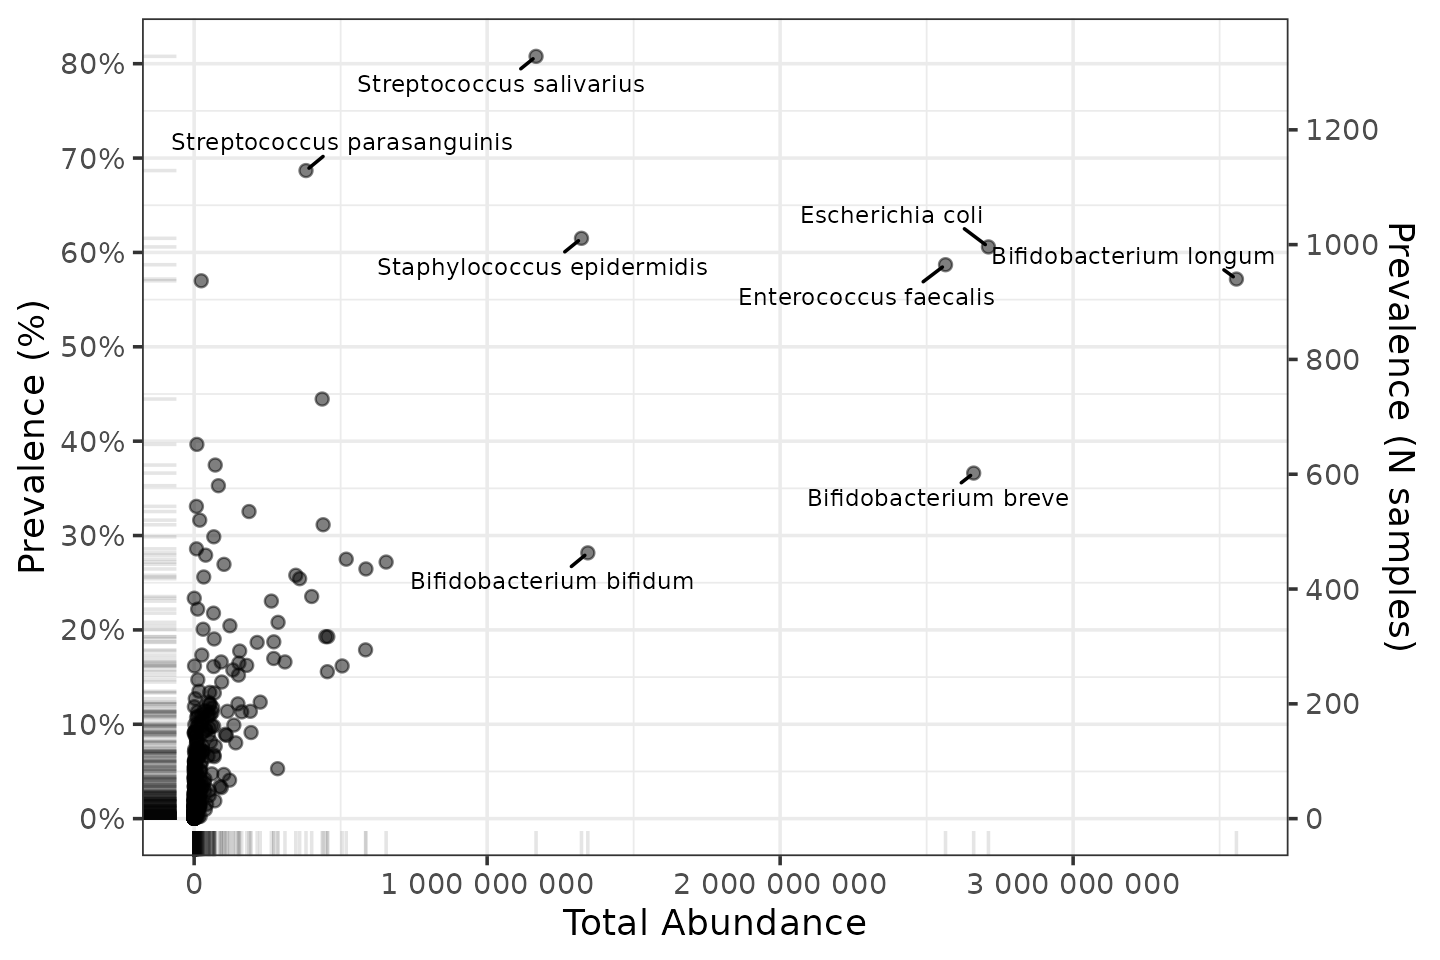 80%
Streptococcus salivarius
1200
Streptococcus parasanguinis
70%
Escherichia coli
1000
60%
Bifidobacterium longum
Staphylococcus epidermidis
Enterococcus faecalis
50%
800
40%
600
Bifidobacterium breve
30%
Bifidobacterium bifidum
400
20%
200
10%
0%
0
Prevalence (%)
Prevalence (N samples)
0
1 000 000 000
2 000 000 000
3 000 000 000
Total Abundance